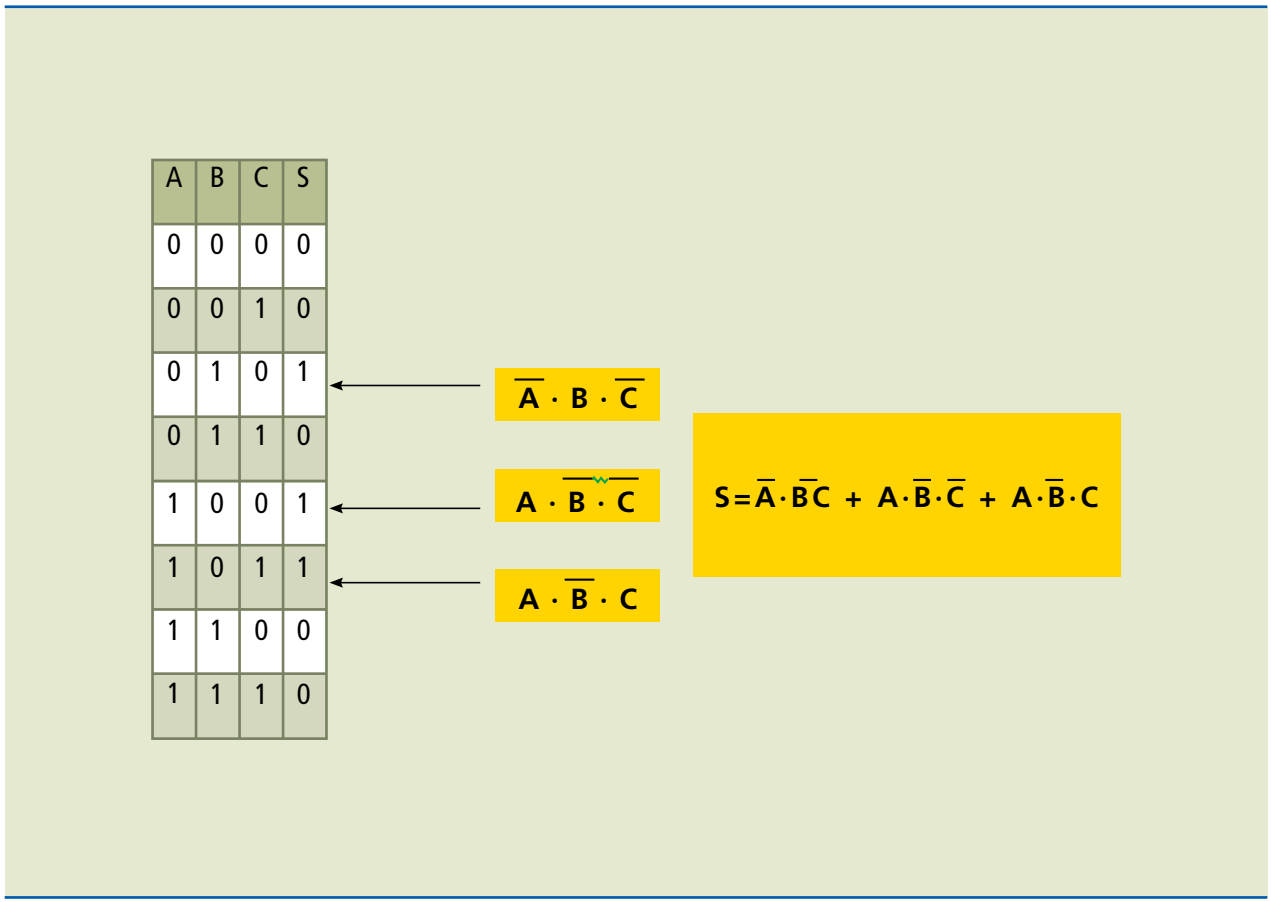 A B C S
0 0 0 0
0 0 1 0
0 1 0 1
0 1 1 0
1 0 0 1
1 0 1 1
1 1 0 0
1 1 1 0
A̅ · B · C̅
A · B̅ · C̅
A · B̅ · C
S=A̅·B̅C + A·B̅·C̅ + A·B̅·C